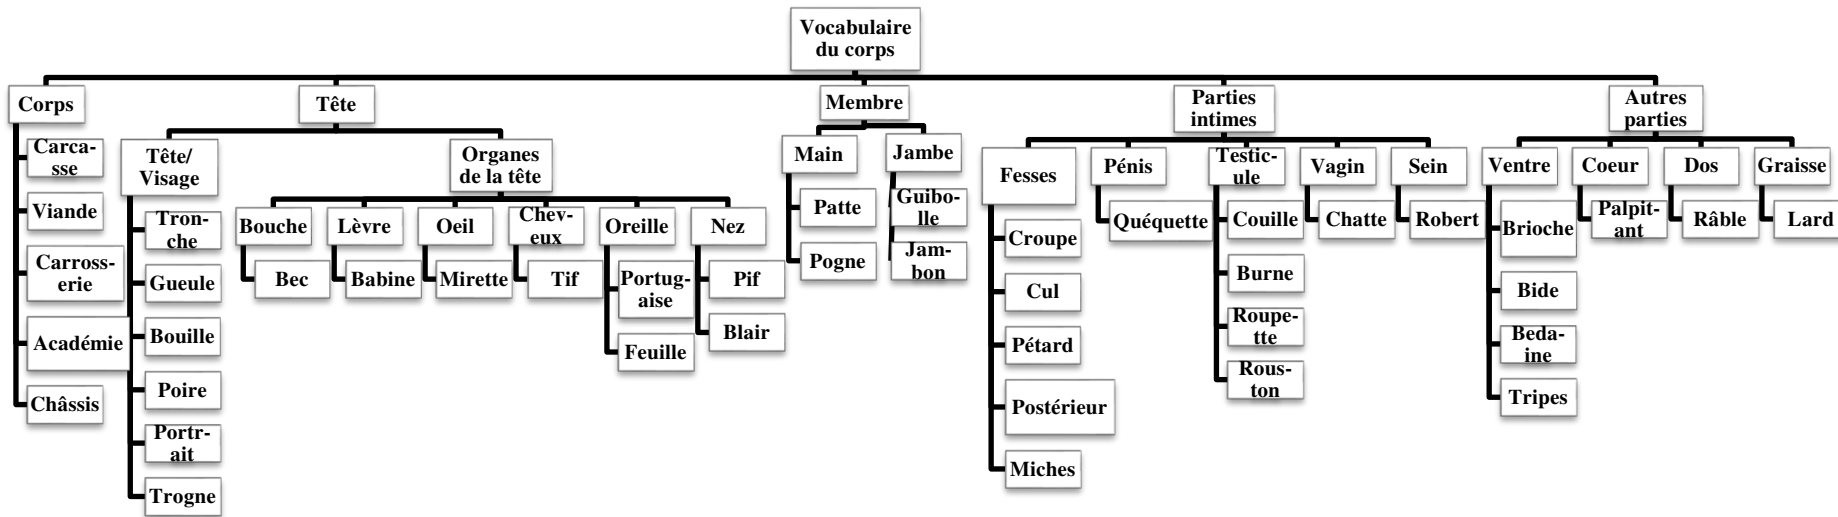 Vocabulaire
du corps
Corps
Carca-
sse
Viande
Carross-
erie
Académie
Châssis
Tête
Tête/
Visage
Tron-
che
Gueule
Bouille
Poire
Portr-
ait
Trogne
Organes
de la tête
Bouche
Bec
Lèvre
Babine
Oeil
Mirette
Chev-
eux
Tif
Oreille
Portug-
aise
Feuille
Nez
Pif
Blair
Membre
Main
Patte
Pogne
Jambe
Guibo-
lle
Jam-
bon
Parties
intimes
Fesses
Croupe
Cul
Pétard
Postérieur
Miches
Pénis
Quéquette
Testic-
ule
Couille
Burne
Roupe-
tte
Rous-
ton
Vagin
Chatte
Sein
Robert
Autres
parties
Ventre
Brioche
Bide
Beda-
ine
Tripes
Coeur
Palpit-
ant
Dos
Râble
Graisse
Lard